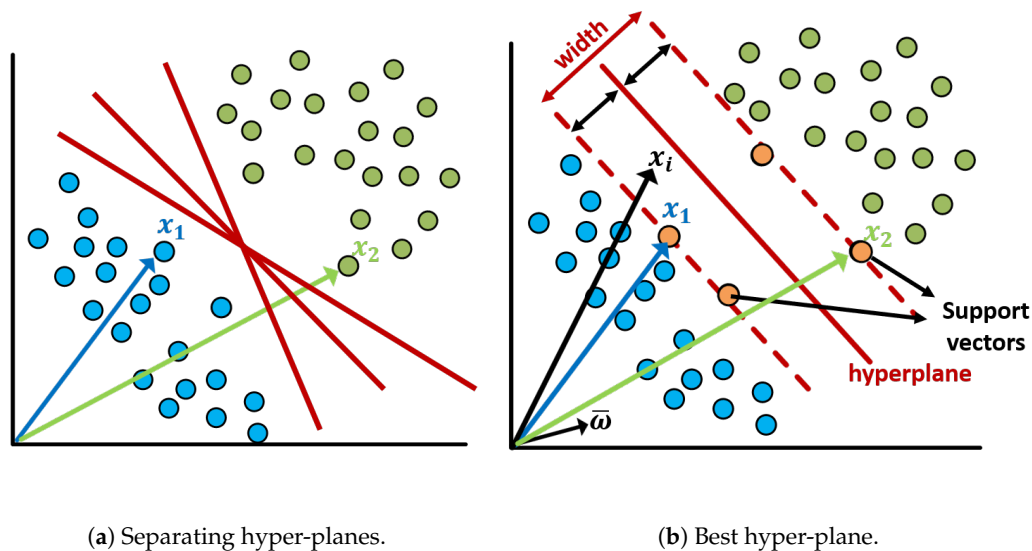 x₁
x₂
(a) Separating hyper-planes.
width
xᵢ
x₁
x₂
Support
vectors
hyperplane
ω̅
(b) Best hyper-plane.